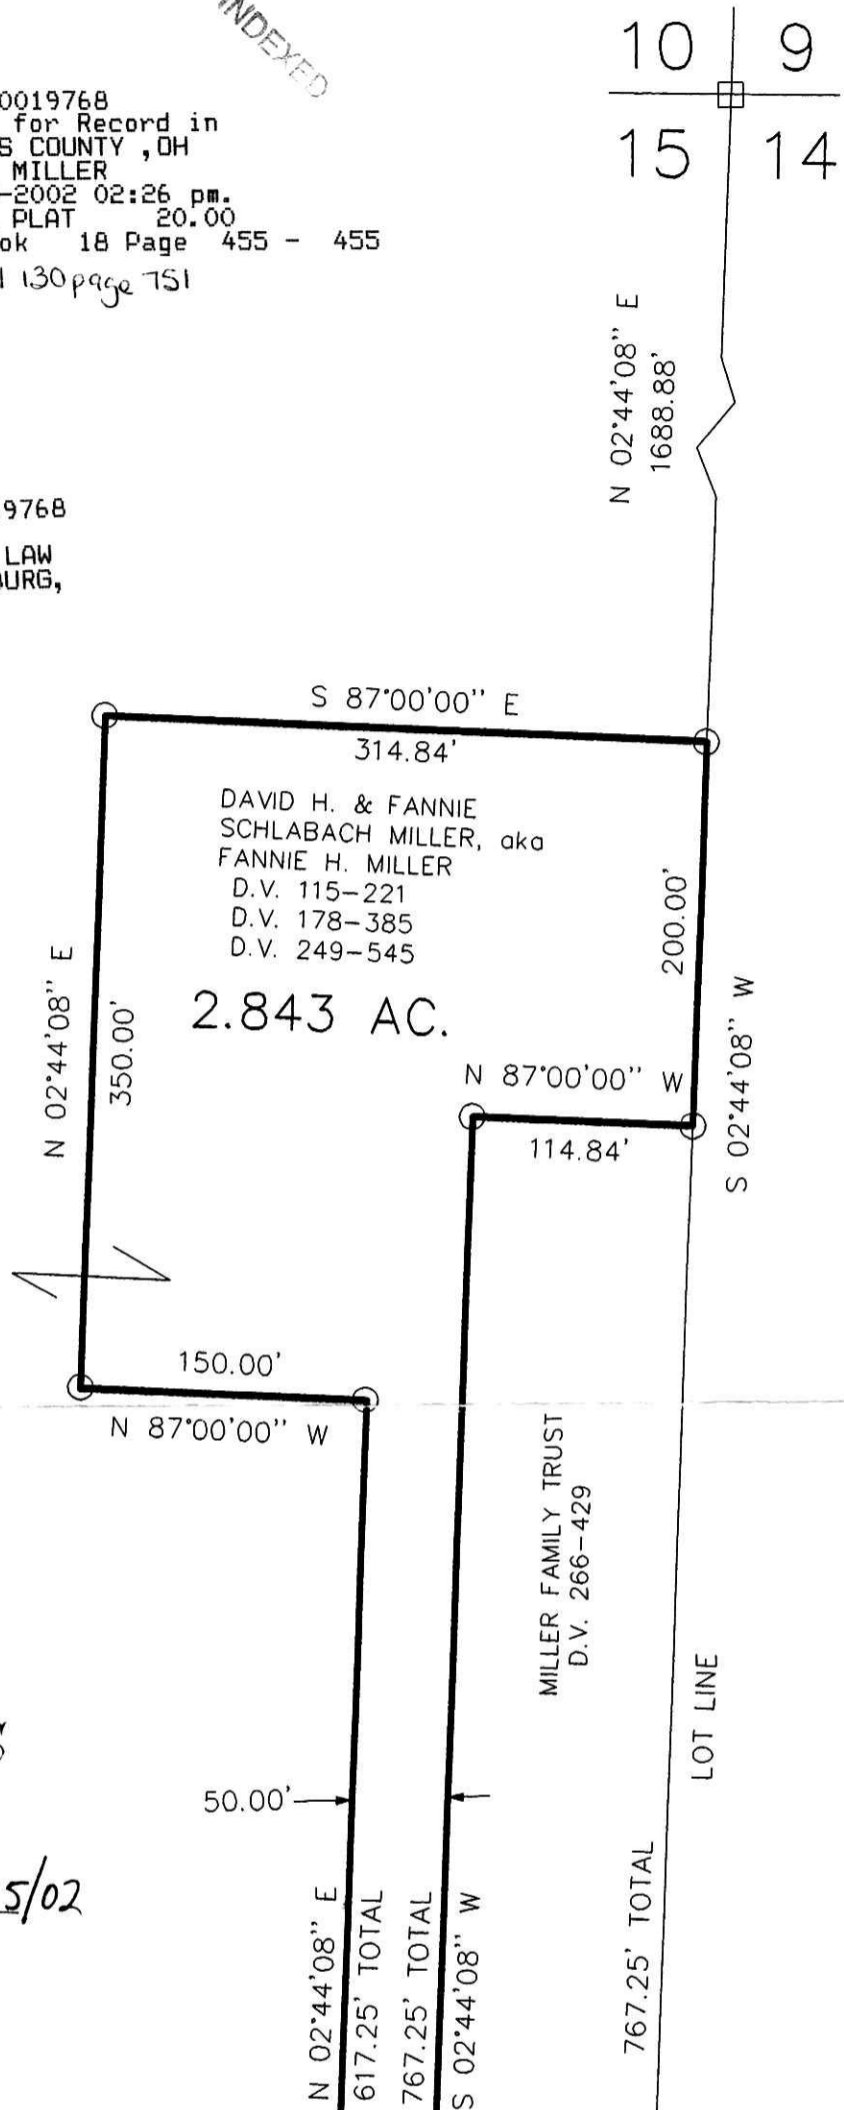 INDEXED
10 9
15 14
0019768
for Record in
S COUNTY ,OH
MILLER
-2002 02:26 pm.
PLAT 20.00
ok 18 Page 455 - 455
130 page 751
N 02°44'08" E
1688.88'
9768
LAW
BURG,
S 87°00'00" E
314.84'
DAVID H. & FANNIE
SCHLABACH MILLER, aka
FANNIE H. MILLER
D.V. 115-221
D.V. 178-385
D.V. 249-545
2.843 AC.
200.00'
S 02°44'08" W
N 02°44'08" E
350.00'
N 87°00'00" W
114.84'
150.00'
N 87°00'00" W
MILLER FAMILY TRUST
D.V. 266-429
LOT LINE
50.00'
5/02
N 02°44'08" E
617.25' TOTAL
767.25' TOTAL
S 02°44'08" W
767.25' TOTAL